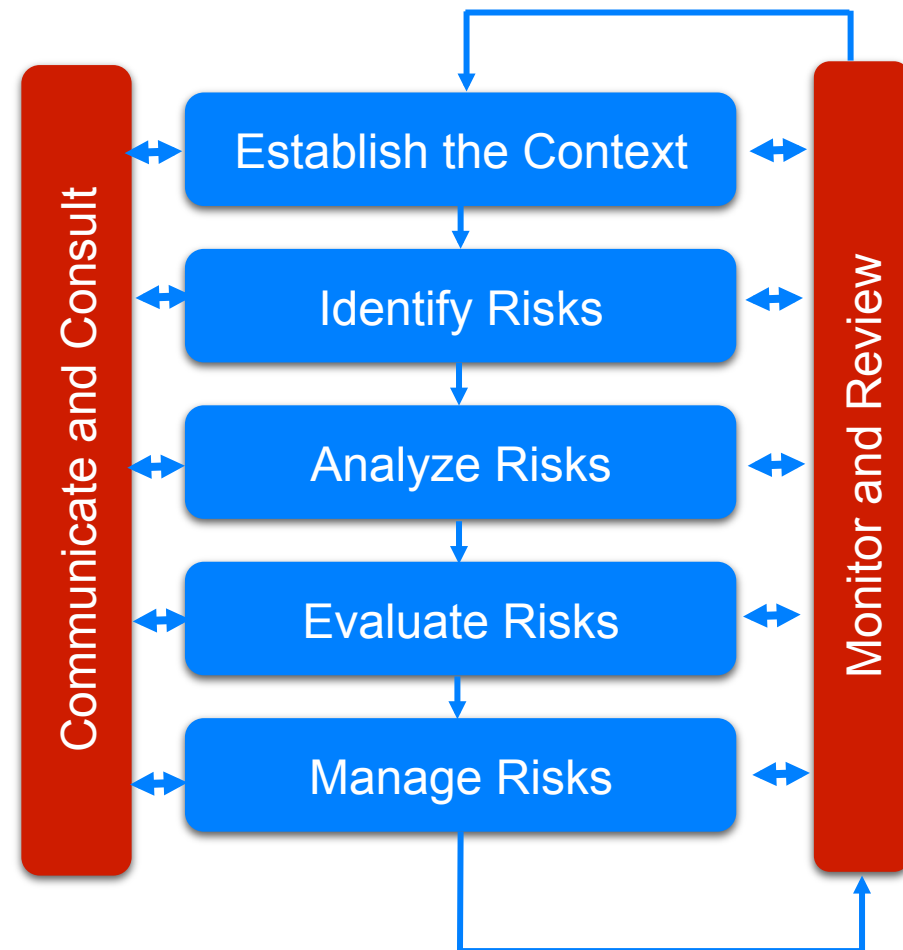 Communicate and Consult
Establish the Context
Identify Risks
Analyze Risks
Evaluate Risks
Manage Risks
Monitor and Review